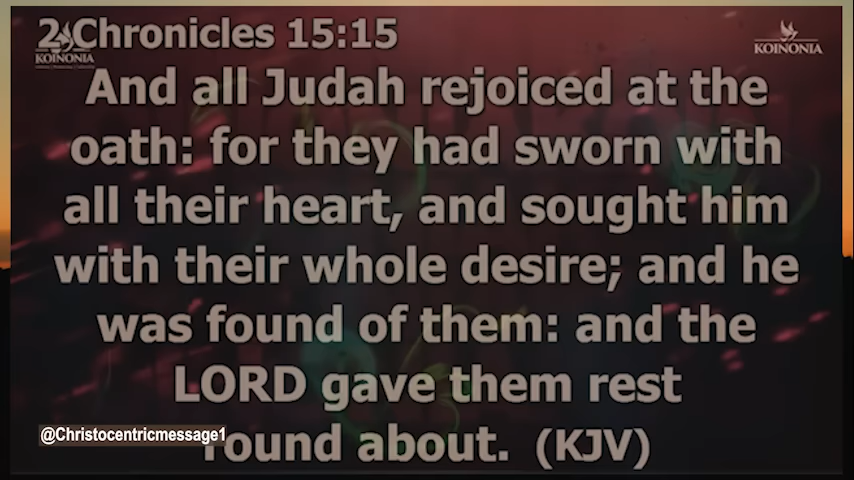 2 Chronicles 15:15
KOINONIA
KOINONIA
And all Judah rejoiced at the
oath: for they had sworn with
all their heart, and sought him
with their whole desire; and he
was found of them: and the
LORD gave them rest
round about. (KJV)
@Christocentricmessage1